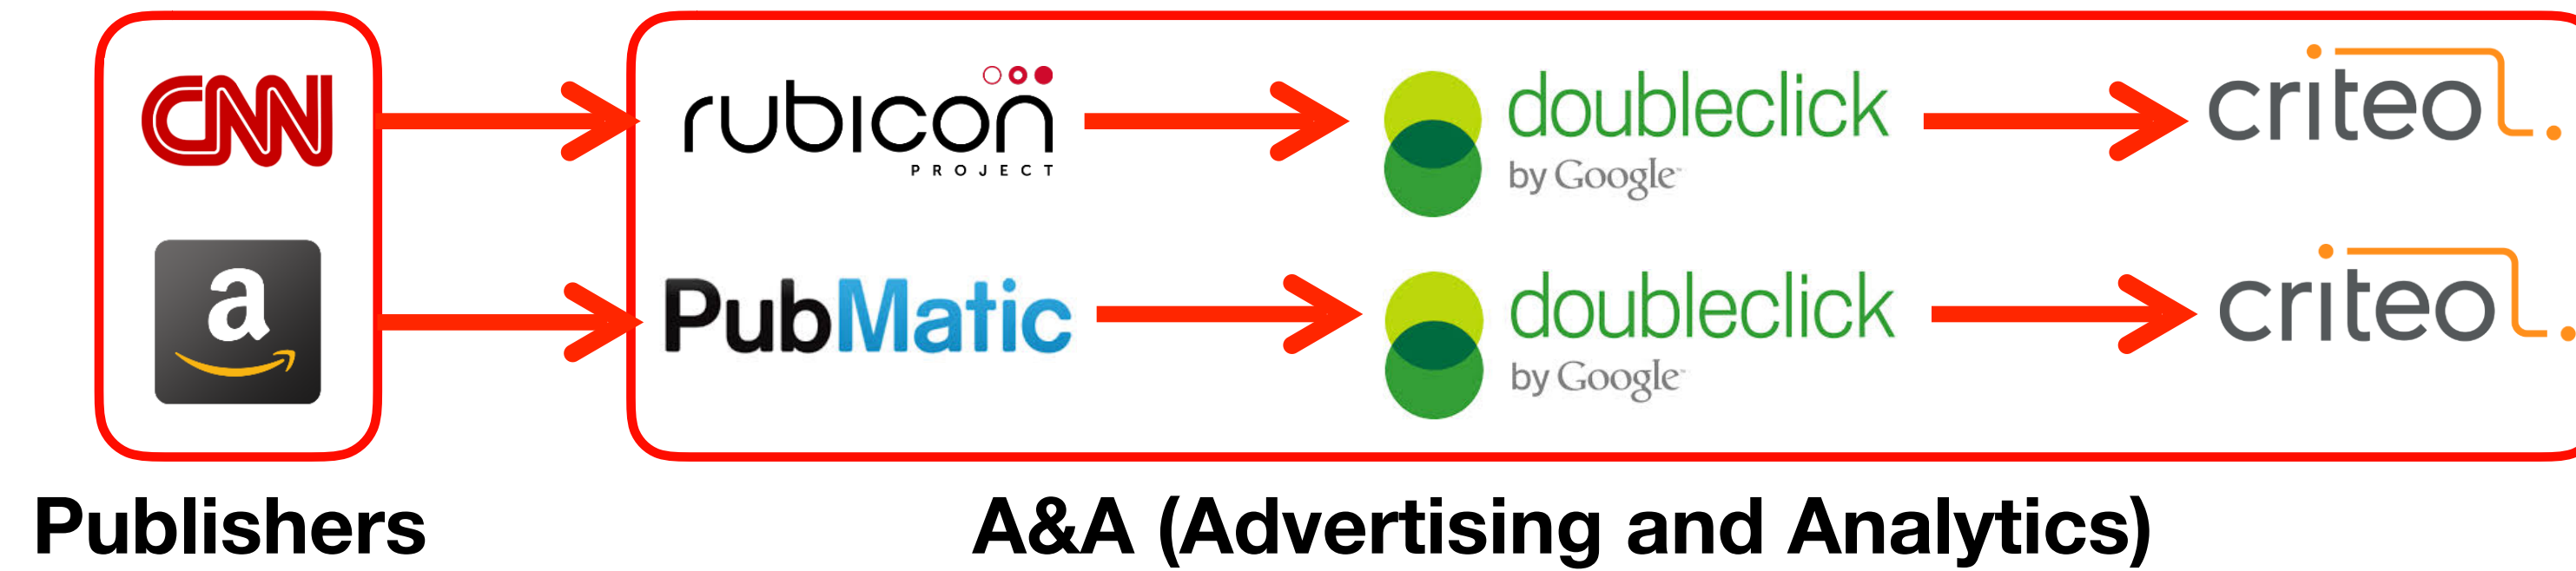 CNN
rubicon
PROJECT
doubleclick
by Google
criteo
a
PubMatic
doubleclick
by Google
criteo
Publishers
A&A (Advertising and Analytics)